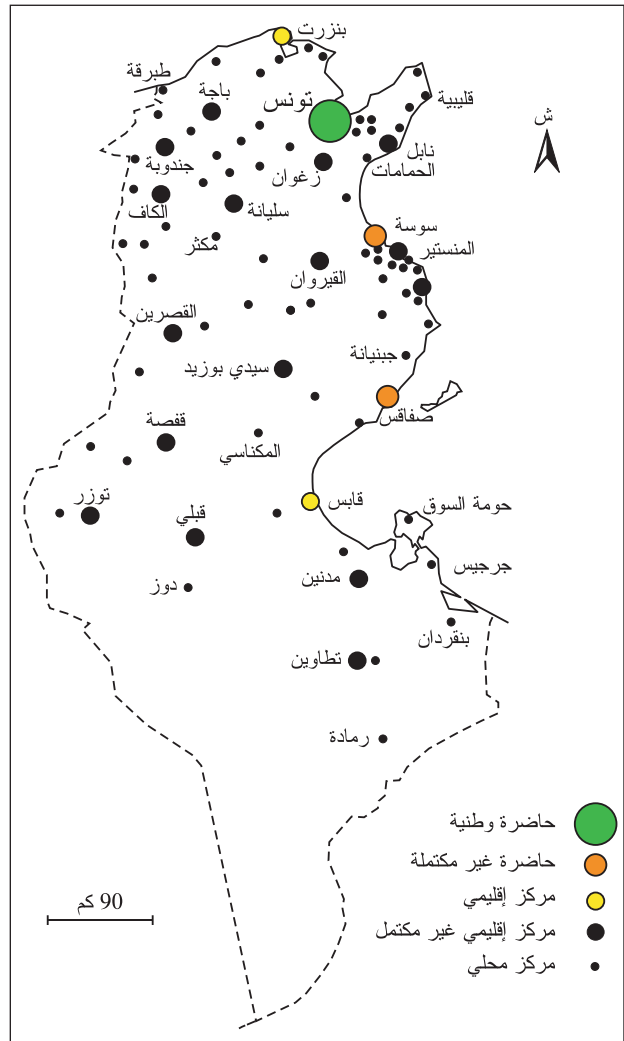 بنزرت
طبرقة
باجة
تونس
قليبية
ش
جندوبة
زغوان
نابل
الحمامات
الكاف
سليانة
سوسة
مكثر
المنستير
القيروان
القصرين
جبنيانة
سيدي بوزيد
صفاقس
قفصة
المكناسي
توزر
قابس
حومة السوق
قبلي
جرجيس
دوز
مدنين
بنقردان
تطاوين
رمادة
حاضرة وطنية
حاضرة غير مكتملة
مركز إقليمي
مركز إقليمي غير مكتمل
مركز محلي
90 كم